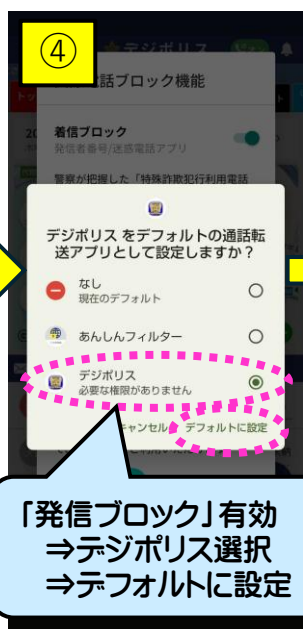 ④
デジポリス
電話ブロック機能
着信ブロック
発信者番号/迷惑電話アプリ
警察が把握した「特殊詐欺犯行利用電話
デジポリス をデフォルトの通話転
送アプリとして設定しますか？
なし
現在のデフォルト
あんしんフィルター
デジポリス
必要な権限がありません
キャンセル
デフォルトに設定
「発信ブロック」有効
⇒デジポリス選択
⇒デフォルトに設定